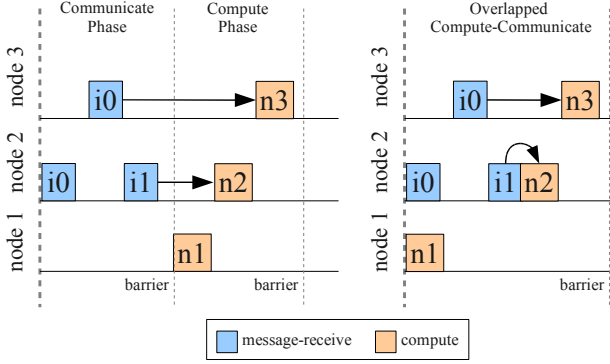 Communicate
Phase
Compute
Phase
Overlapped
Compute-Communicate
node 3
i0
n3
i0
n3
node 2
i0
i1
n2
i0
i1
n2
node 1
n1
n1
barrier
barrier
barrier
message-receive
compute